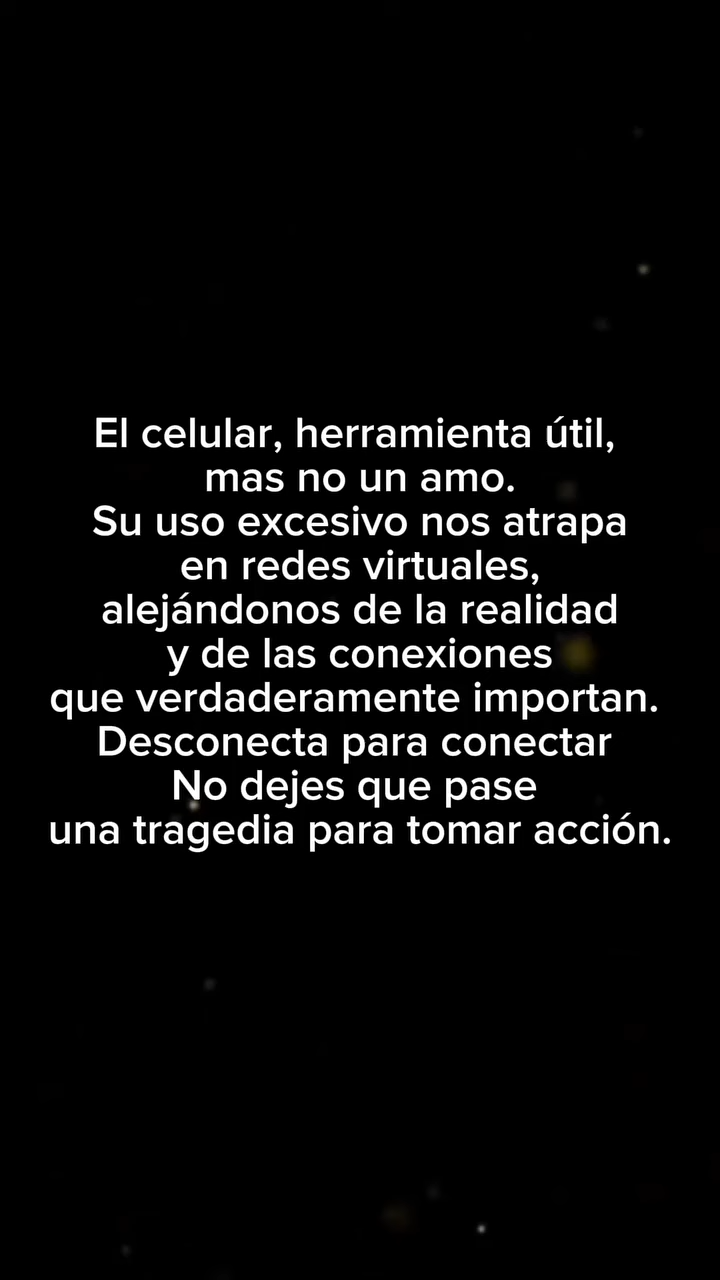 El celular, herramienta útil,
mas no un amo.
Su uso excesivo nos atrapa
en redes virtuales,
alejándonos de la realidad
y de las conexiones
que verdaderamente importan.
Desconecta para conectar
No dejes que pase
una tragedia para tomar acción.